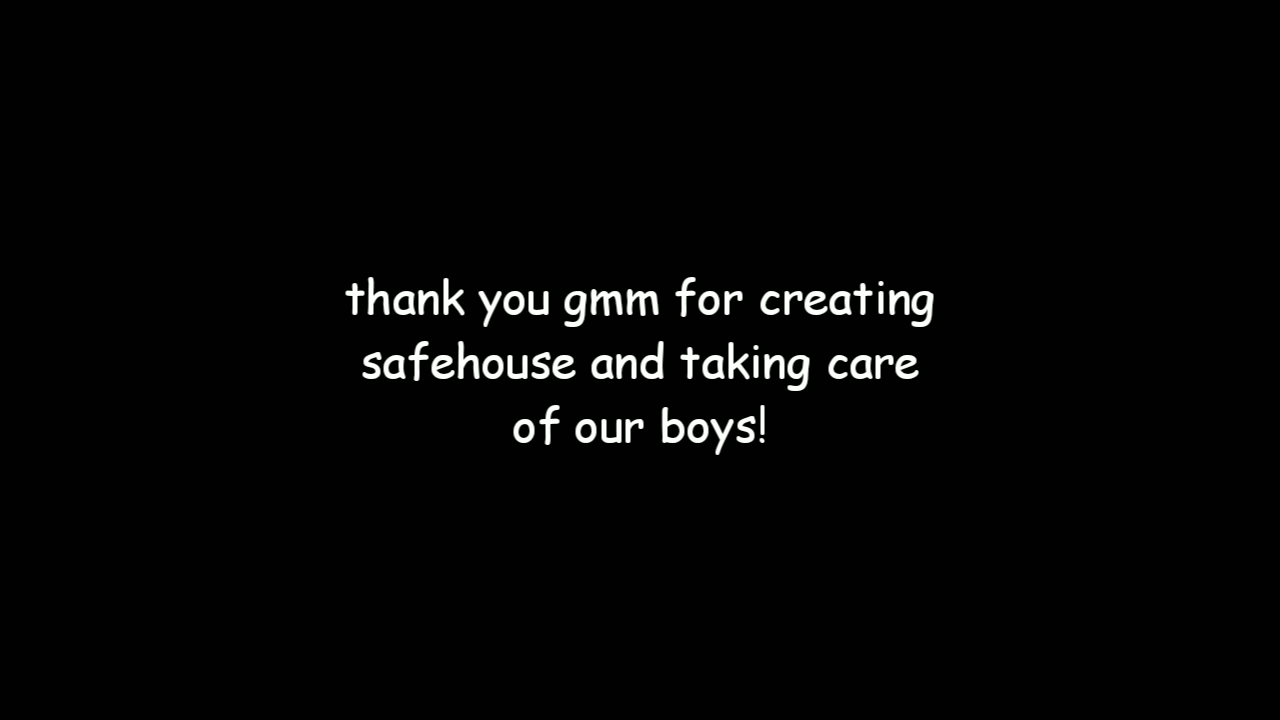 thank you gmm for creating
safehouse and taking care
of our boys!